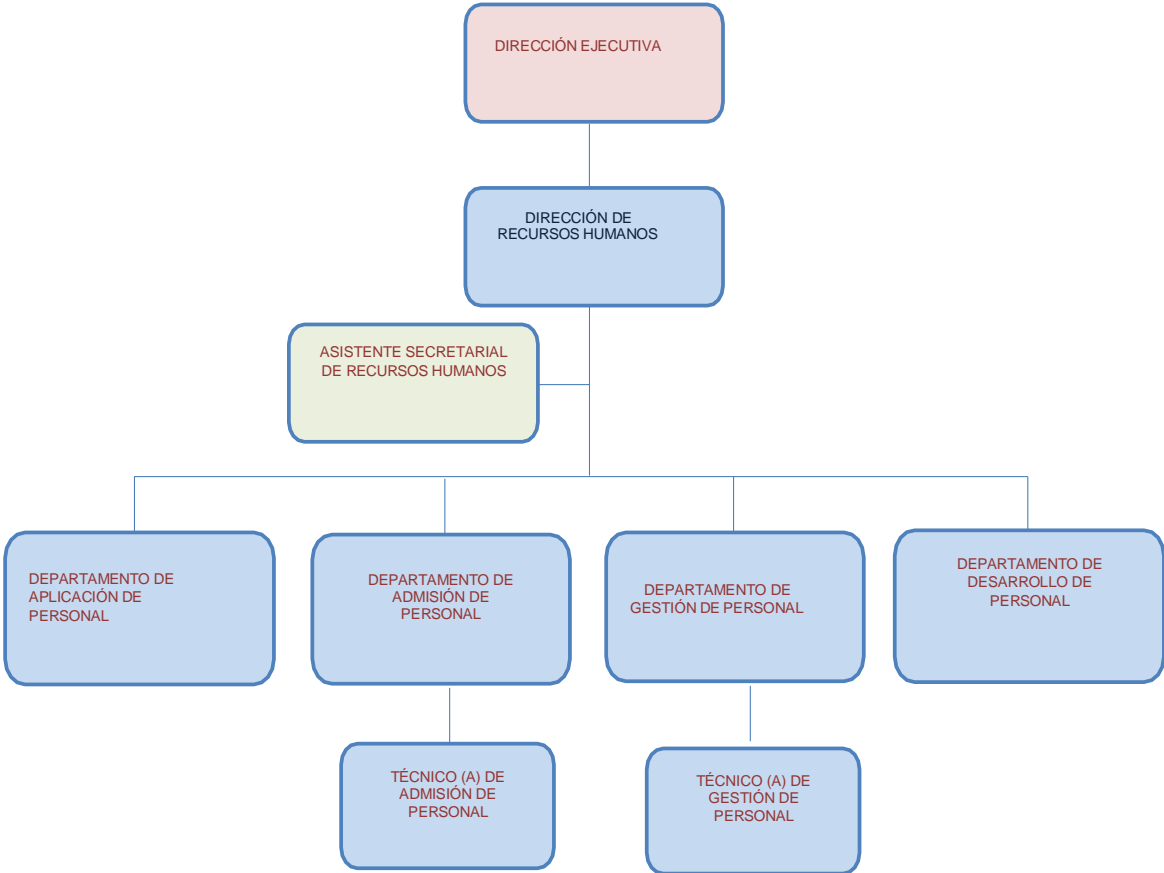 DIRECCIÓN EJECUTIVA
DIRECCIÓN DE
RECURSOS HUMANOS
ASISTENTE SECRETARIAL
DE RECURSOS HUMANOS
DEPARTAMENTO DE
APLICACIÓN DE
PERSONAL
DEPARTAMENTO DE
ADMISIÓN DE
PERSONAL
DEPARTAMENTO DE
GESTIÓN DE PERSONAL
DEPARTAMENTO DE
DESARROLLO DE
PERSONAL
TÉCNICO (A) DE
ADMISIÓN DE
PERSONAL
TÉCNICO (A) DE
GESTIÓN DE
PERSONAL